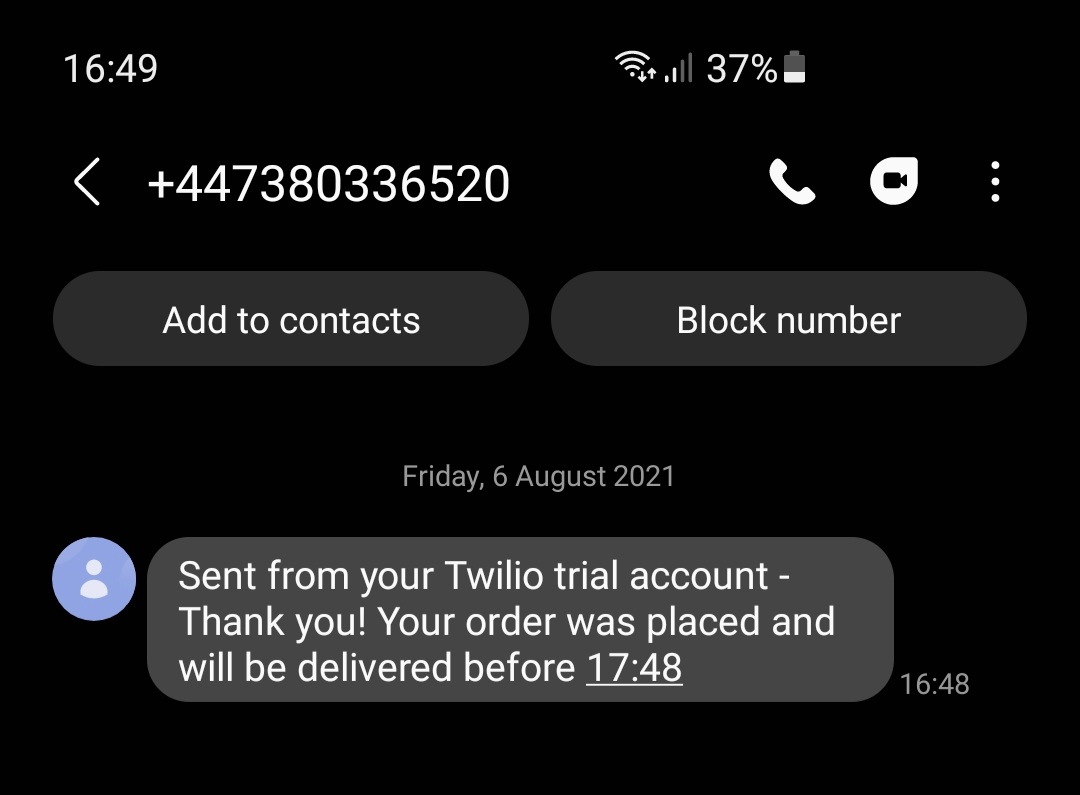 16:49 37%
+447380336520
Add to contacts Block number
Friday, 6 August 2021
Sent from your Twilio trial account -
Thank you! Your order was placed and
will be delivered before 17:48
16:48